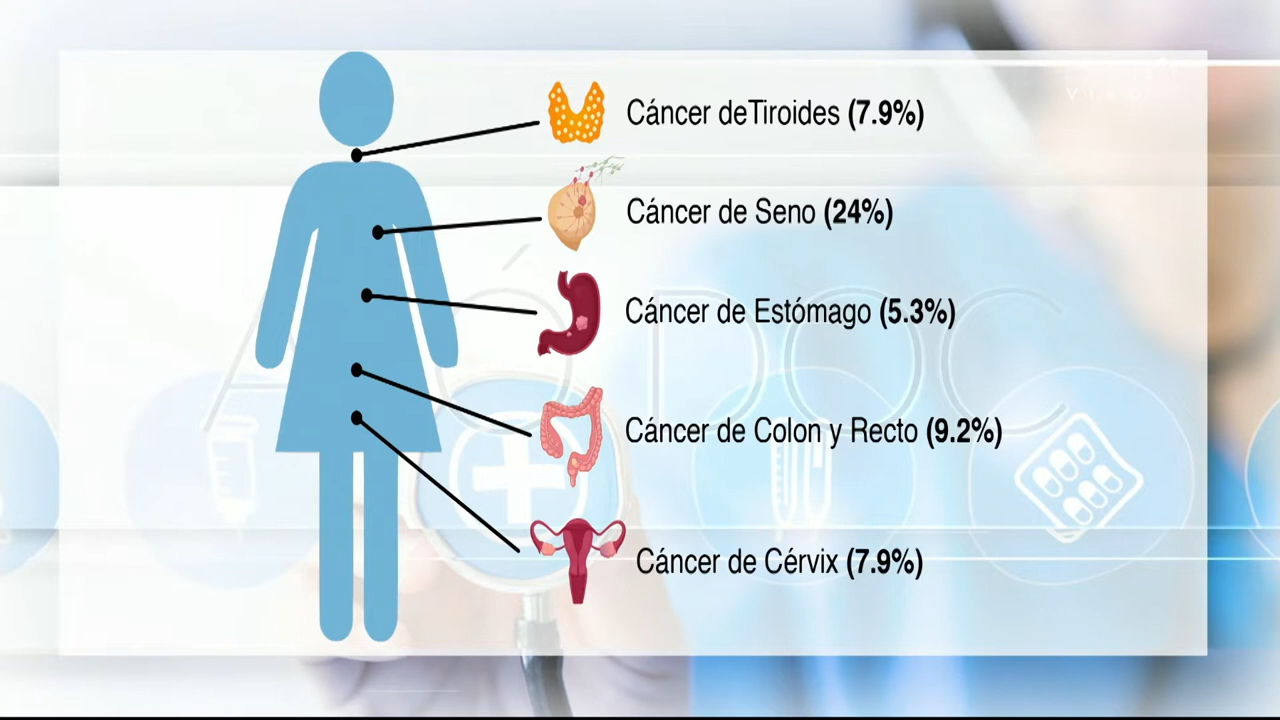 VIVO
Cáncer deTiroides (7.9%)
Cáncer de Seno (24%)
Cáncer de Estómago (5.3%)
Cáncer de Colon y Recto (9.2%)
Cáncer de Cérvix (7.9%)